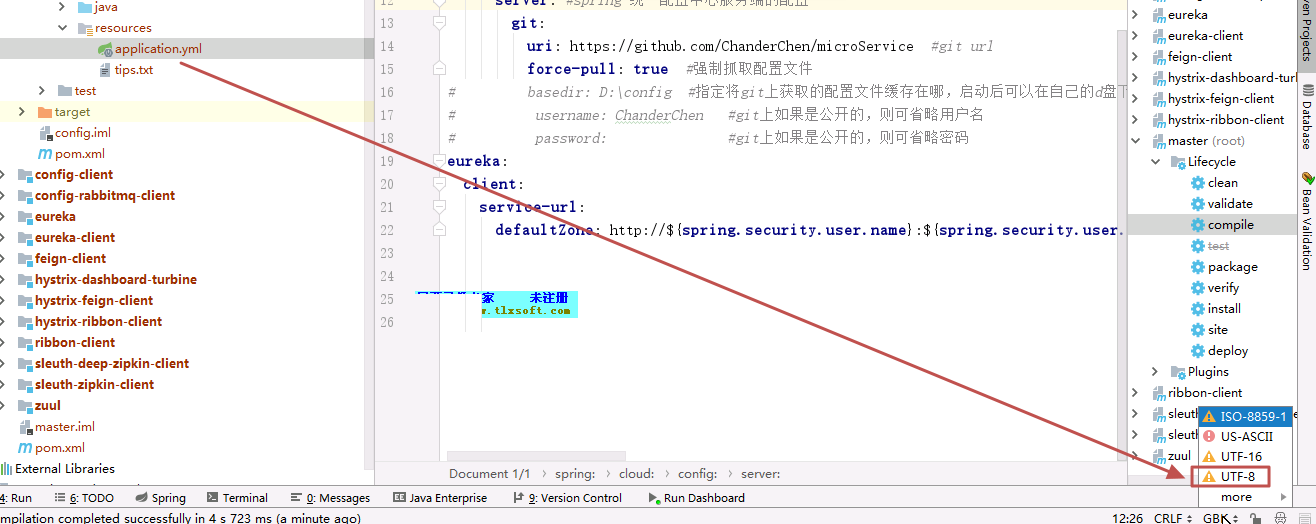 java
resources
application.yml
tips.txt
test
target
config.iml
pom.xml
config-client
config-rabbitmq-client
eureka
eureka-client
feign-client
hystrix-dashboard-turbine
hystrix-feign-client
hystrix-ribbon-client
ribbon-client
sleuth-deep-zipkin-client
sleuth-zipkin-client
zuul
master.iml
pom.xml
External Libraries
13 git:
14 uri: https://github.com/ChanderChen/microService #git url
15 force-pull: true #强制抓取配置文件
16 # basedir: D:\config #指定将git上获取的配置文件缓存在哪，启动后可以在自己的d盘下
17 # username: ChanderChen #git上如果是公开的，则可省略用户名
18 # password: #git上如果是公开的，则可省略密码
19 eureka:
20 client:
21 service-url:
22 defaultZone: http://${spring.security.user.name}:${spring.security.user.
23
24
25 家 未注册
w.tlxsoft.com
26
Document 1/1 spring: cloud: config: server:
eureka
eureka-client
feign-client
hystrix-dashboard-turl
hystrix-feign-client
hystrix-ribbon-client
master (root)
Lifecycle
clean
validate
compile
test
package
verify
install
site
deploy
Plugins
ribbon-client
sleuth
sleuth
zuul
ISO-8859-1
US-ASCII
UTF-16
UTF-8
more
ven Projects
Database
Bean Validation
4: Run 6: TODO Spring Terminal 0: Messages Java Enterprise 9: Version Control Run Dashboard
mpilation completed successfully in 4 s 723 ms (a minute ago) 12:26 CRLF GBK